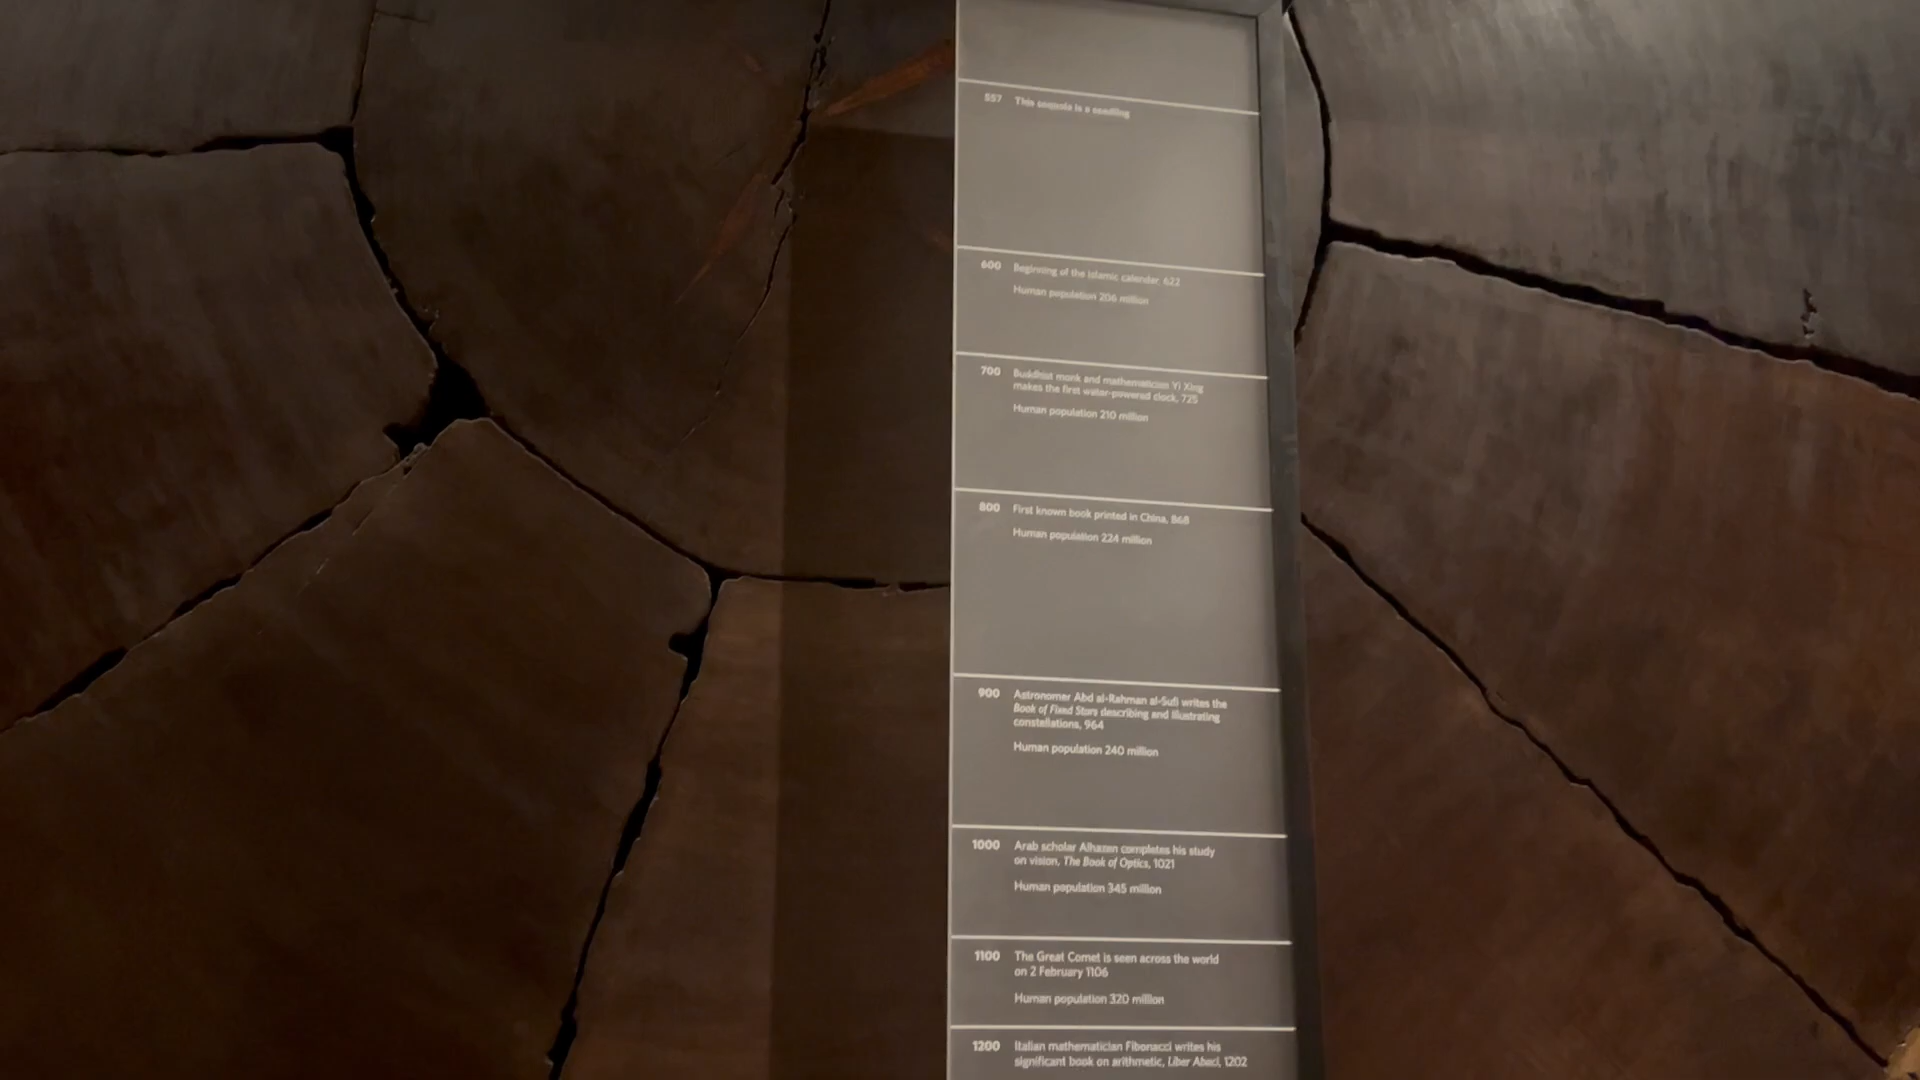 557 This sequoia is a seedling
600 Beginning of the Islamic calendar, 622
Human population 206 million
700 Buddhist monk and mathematician Yi Xing
makes the first water-powered clock, 725
Human population 210 million
800 First known book printed in China, 868
Human population 224 million
900 Astronomer Abd al-Rahman al-Sufi writes the
Book of Fixed Stars describing and illustrating
constellations, 964
Human population 240 million
1000 Arab scholar Alhazen completes his study
on vision, The Book of Optics, 1021
Human population 345 million
1100 The Great Comet is seen across the world
on 2 February 1106
Human population 320 million
1200 Italian mathematician Fibonacci writes his
significant book on arithmetic, Liber Abaci, 1202